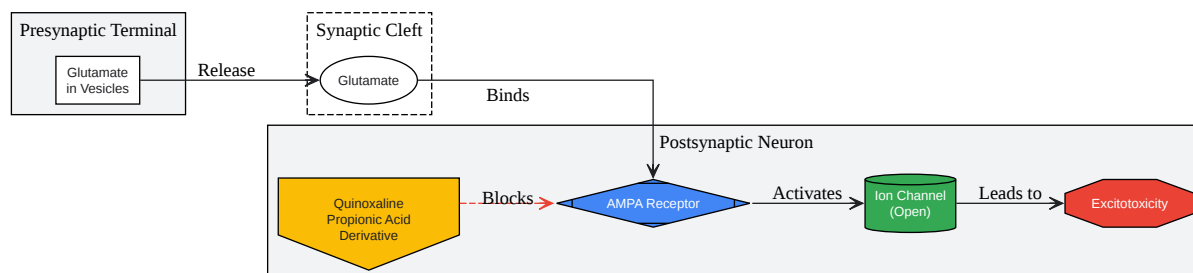 Presynaptic Terminal
Synaptic Cleft
Glutamate
in Vesicles
Release
Glutamate
Binds
Postsynaptic Neuron
Quinoxaline
Propionic Acid
Derivative
Blocks
AMPA Receptor
Activates
Ion Channel
(Open)
Leads to
Excitotoxicity